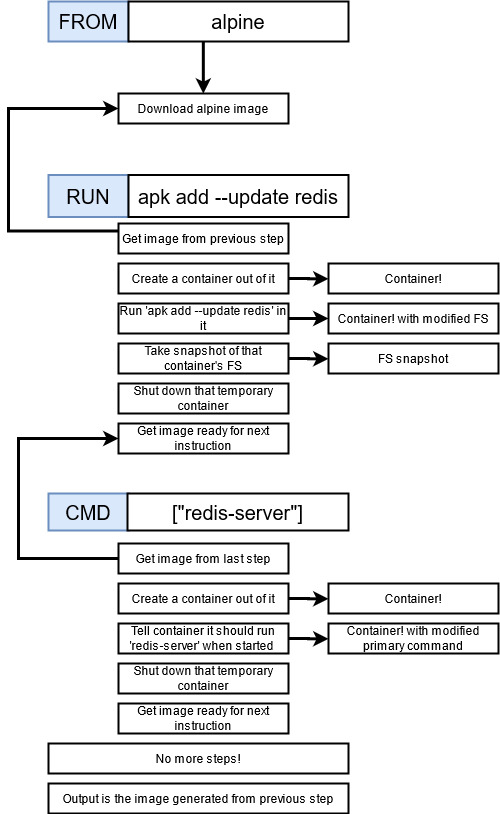 FROM alpine
Download alpine image
RUN apk add --update redis
Get image from previous step
Create a container out of it Container!
Run 'apk add --update redis' in Container! with modified FS
it
Take snapshot of that FS snapshot
container's FS
Shut down that temporary
container
Get image ready for next
instruction
CMD ["redis-server"]
Get image from last step
Create a container out of it Container!
Tell container it should run Container! with modified
'redis-server' when started primary command
Shut down that temporary
container
Get image ready for next
instruction
No more steps!
Output is the image generated from previous step